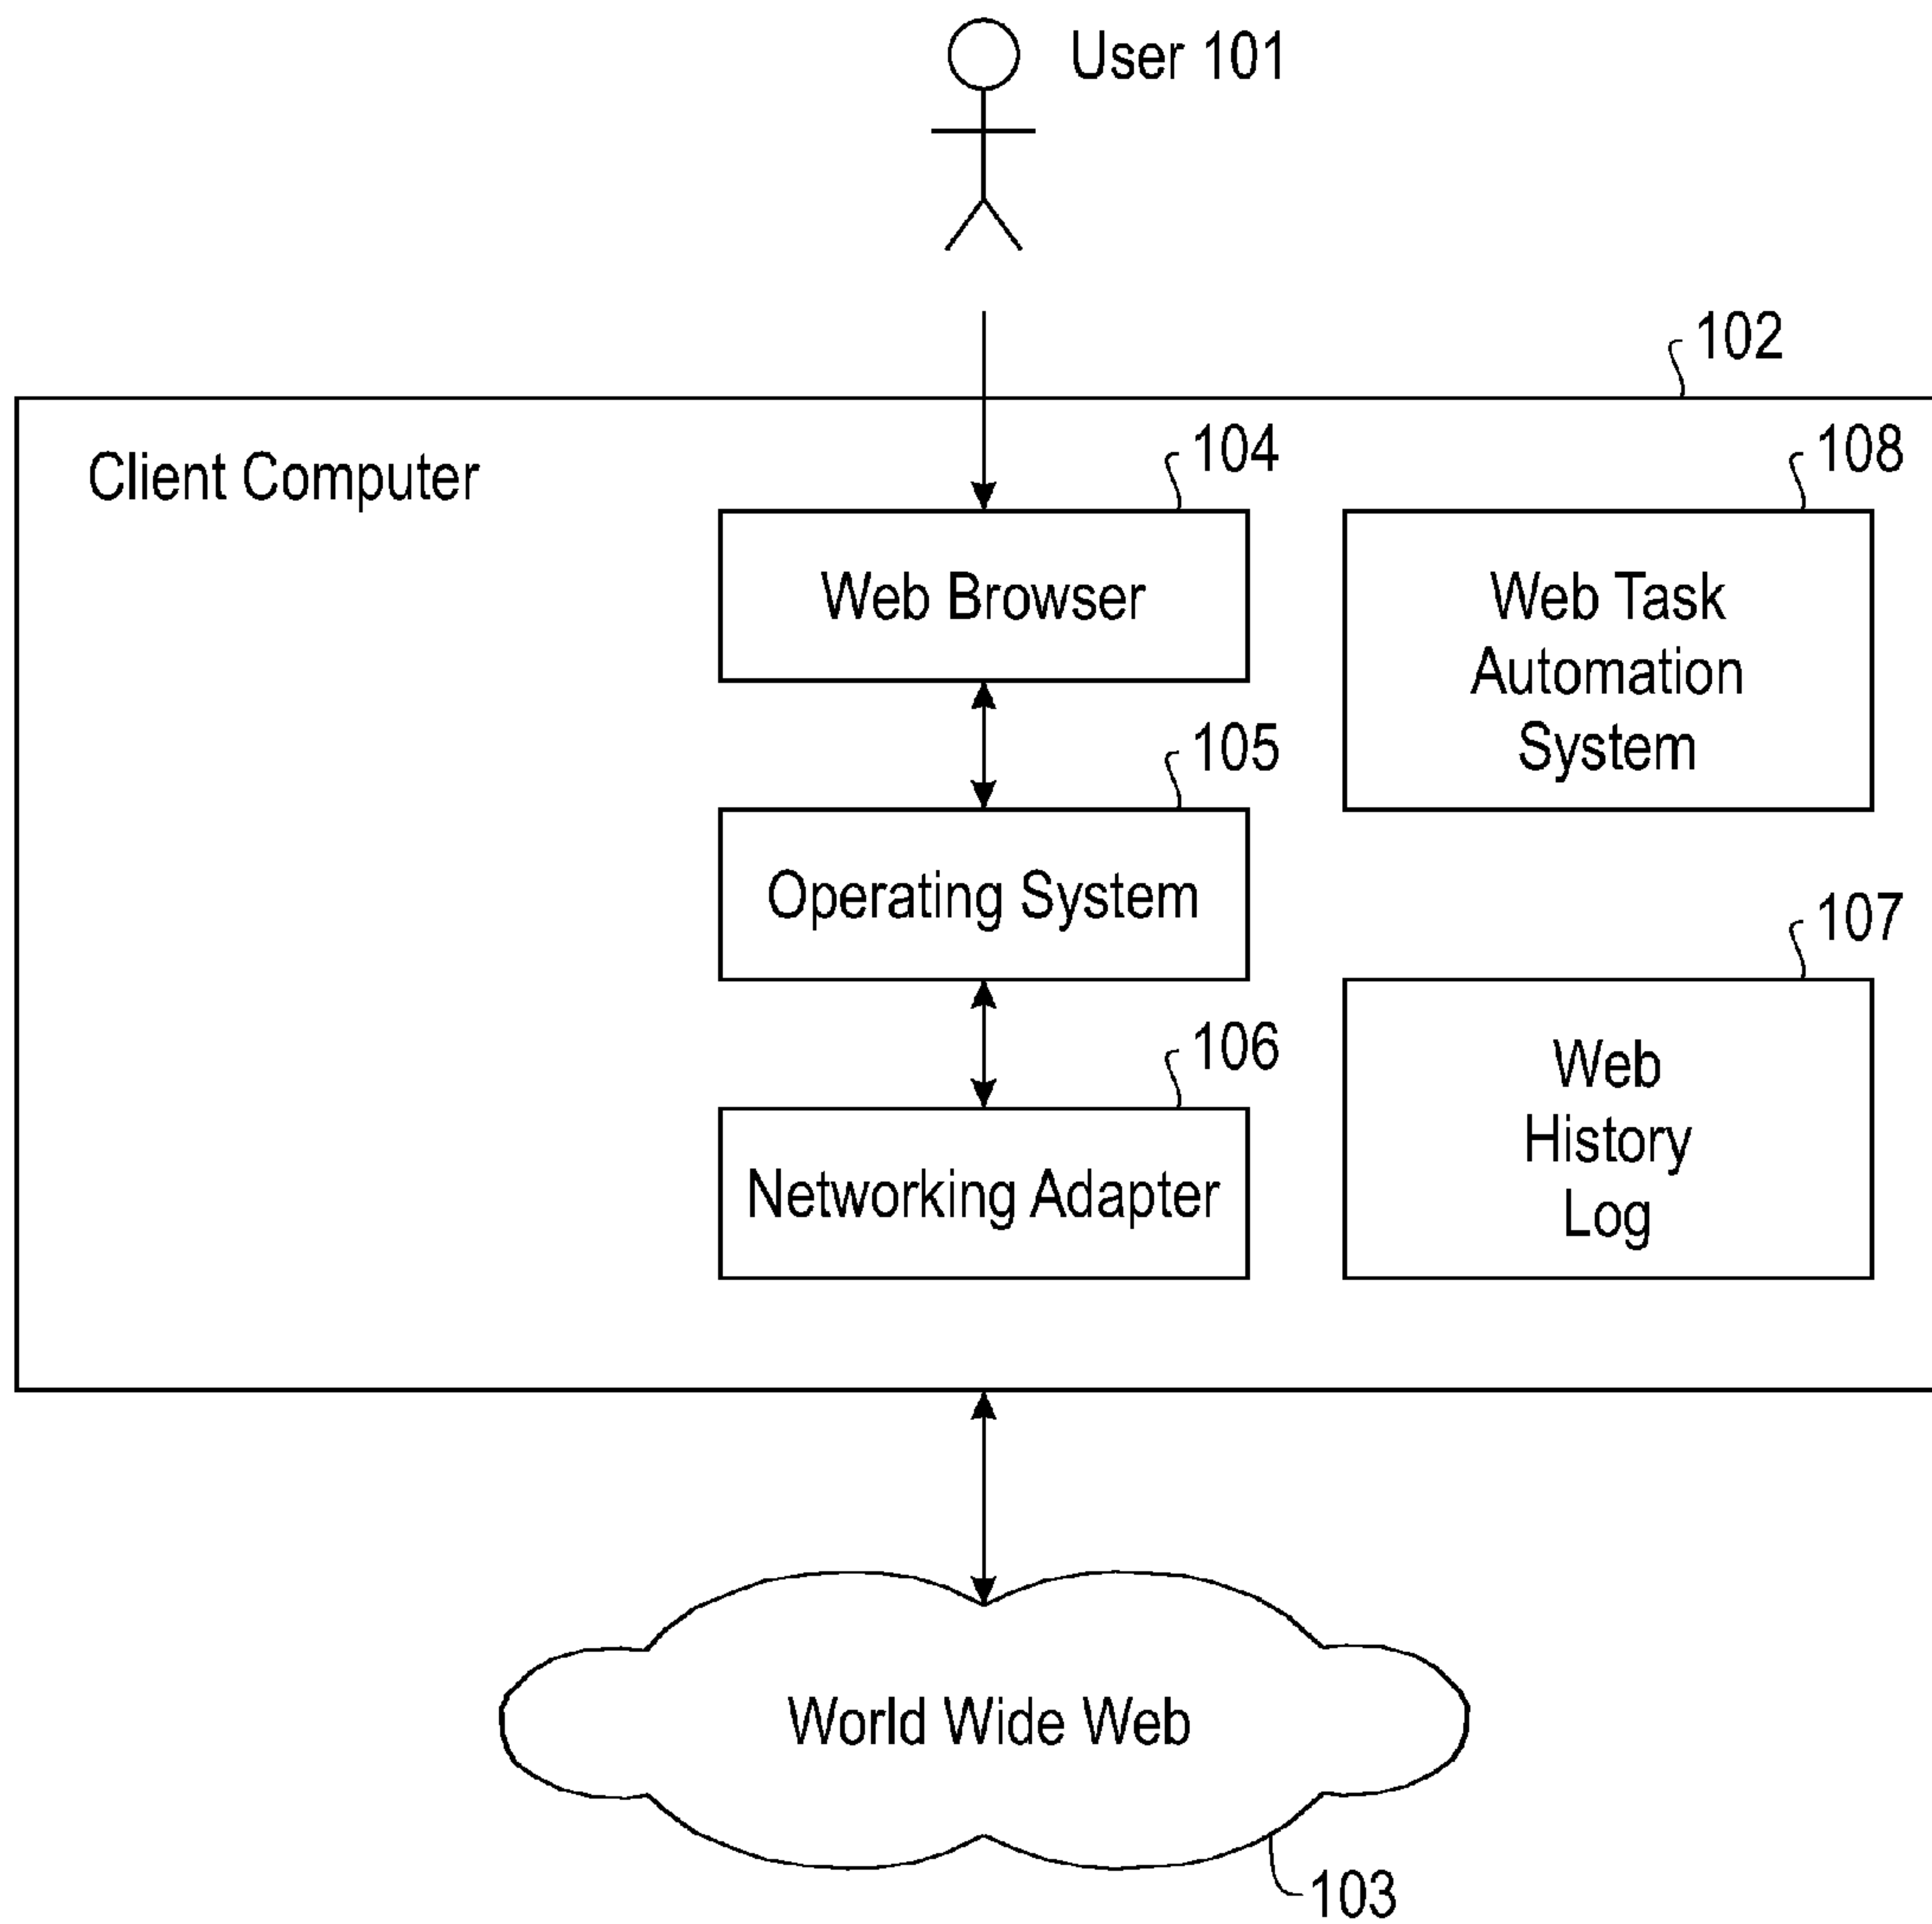 User 101
102
Client Computer
104
108
Web Browser
Web Task
Automation
System
105
Operating System
107
106
Web
History
Log
Networking Adapter
World Wide Web
103